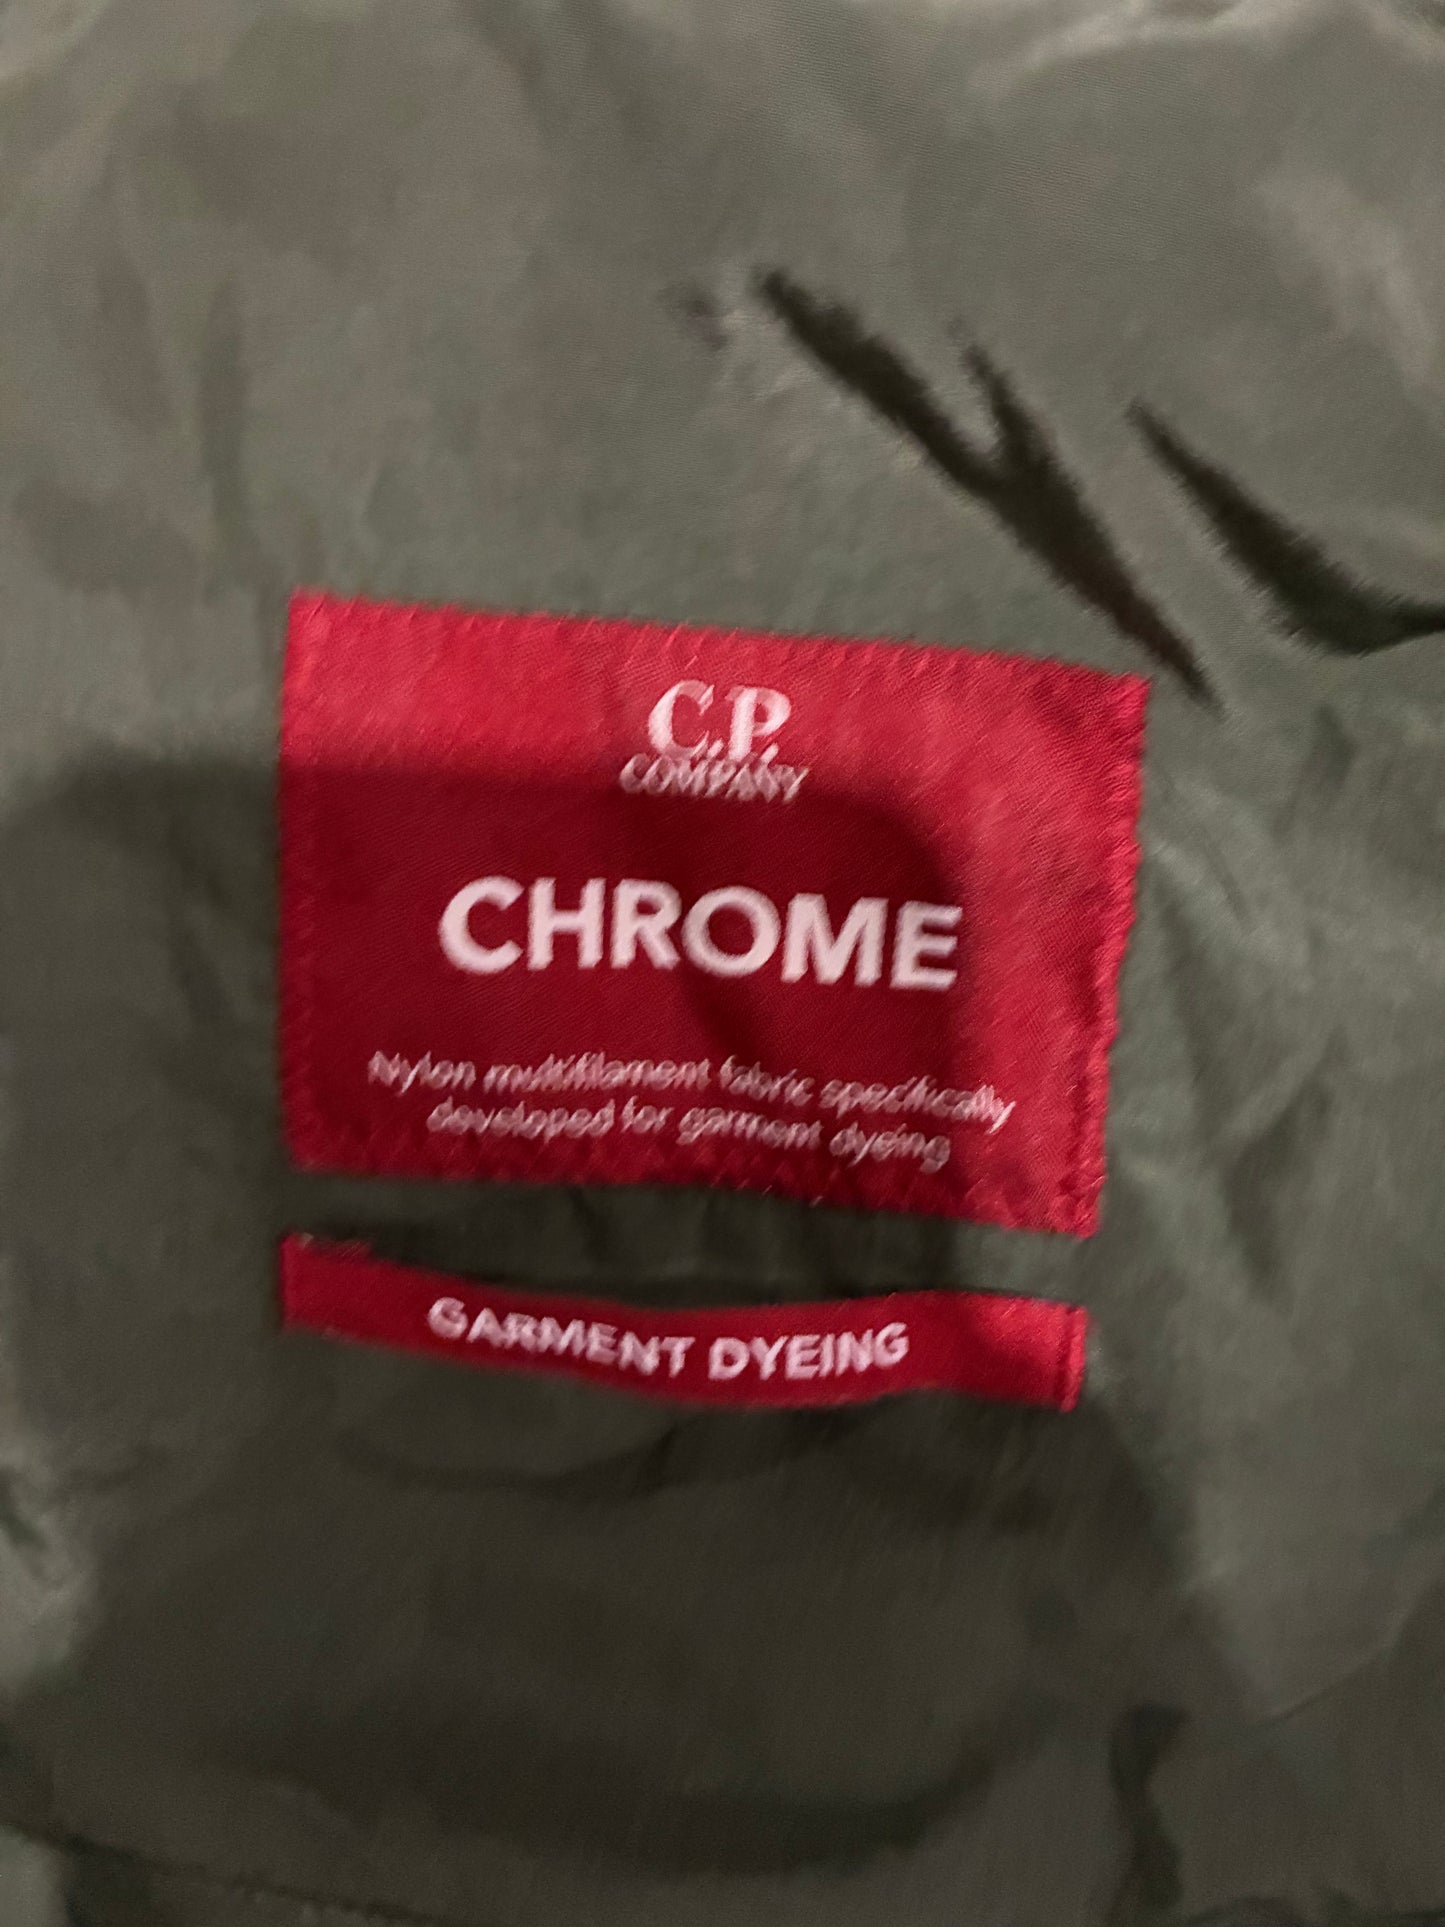 C.P.
COMPANY
CHROME
Nylon multifilament fabric specifically
developed for garment dyeing
GARMENT DYEING